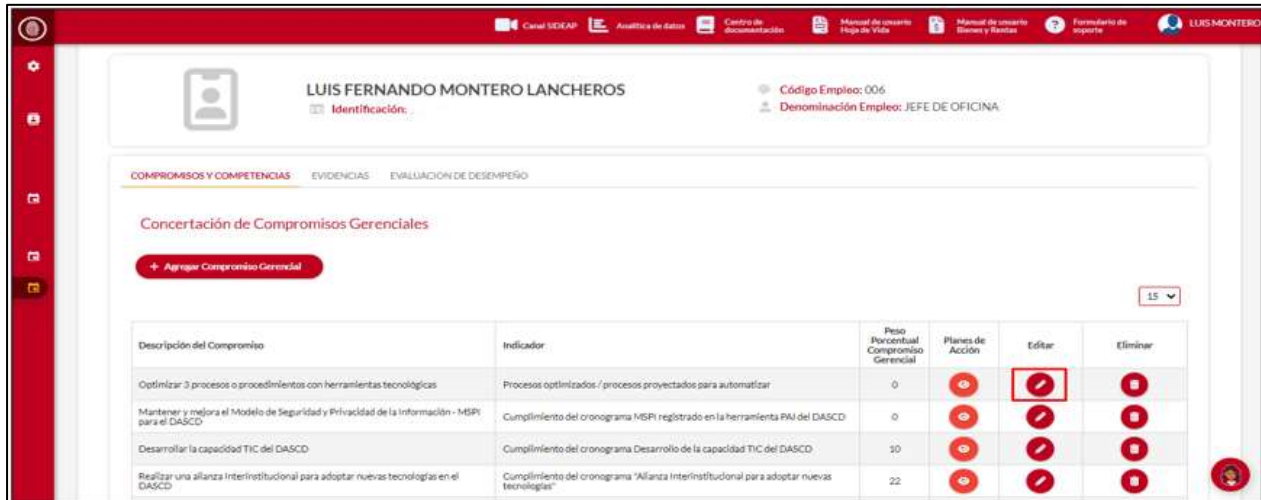 Canal SIDEAP
Analítica de datos
Centro de
documentación
Manual de usuario
Hoja de Vida
Manual de usuario
Bienes y Rentas
Formulario de
soporte
LUIS MONTERO
LUIS FERNANDO MONTERO LANCHEROS
Identificación:
Código Empleo: 006
Denominación Empleo: JEFE DE OFICINA
COMPROMISOS Y COMPETENCIAS EVIDENCIAS EVALUACION DE DESEMPEÑO
Concertación de Compromisos Gerenciales
+ Agregar Compromiso Gerencial
15
Descripción del Compromiso
Indicador
Peso
Porcentual
Compromiso
Gerencial
Planes de
Acción
Editar
Eliminar
Optimizar 3 procesos o procedimientos con herramientas tecnológicas
Procesos optimizados / procesos proyectados para automatizar
0
Mantener y mejora el Modelo de Seguridad y Privacidad de la Información - MSPI
para el DASCD
Cumplimiento del cronograma MSPI registrado en la herramienta PAI del DASCD
0
Desarrollar la capacidad TIC del DASCD
Cumplimiento del cronograma Desarrollo de la capacidad TIC del DASCD
10
Realizar una alianza Interinstitucional para adoptar nuevas tecnologías en el
DASCD
Cumplimiento del cronograma "Alianza Interinstitucional para adoptar nuevas
tecnologías"
22